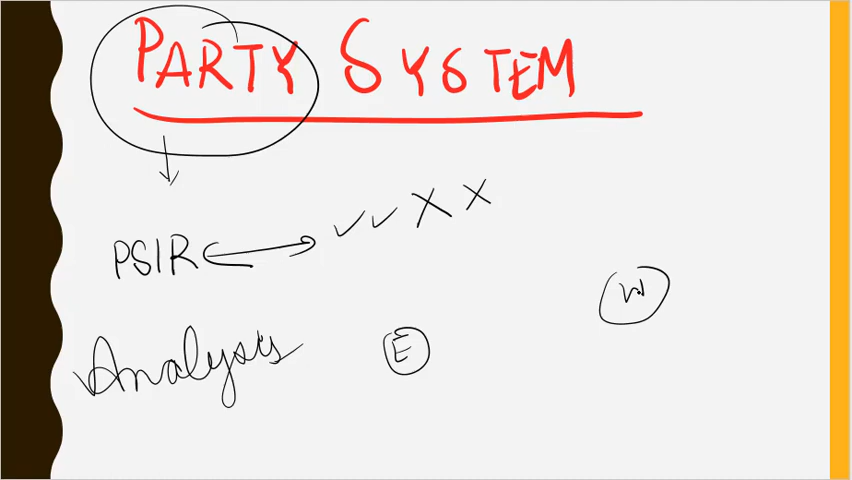 PARTY SYSTEM
PSIR
W
Analysis
E